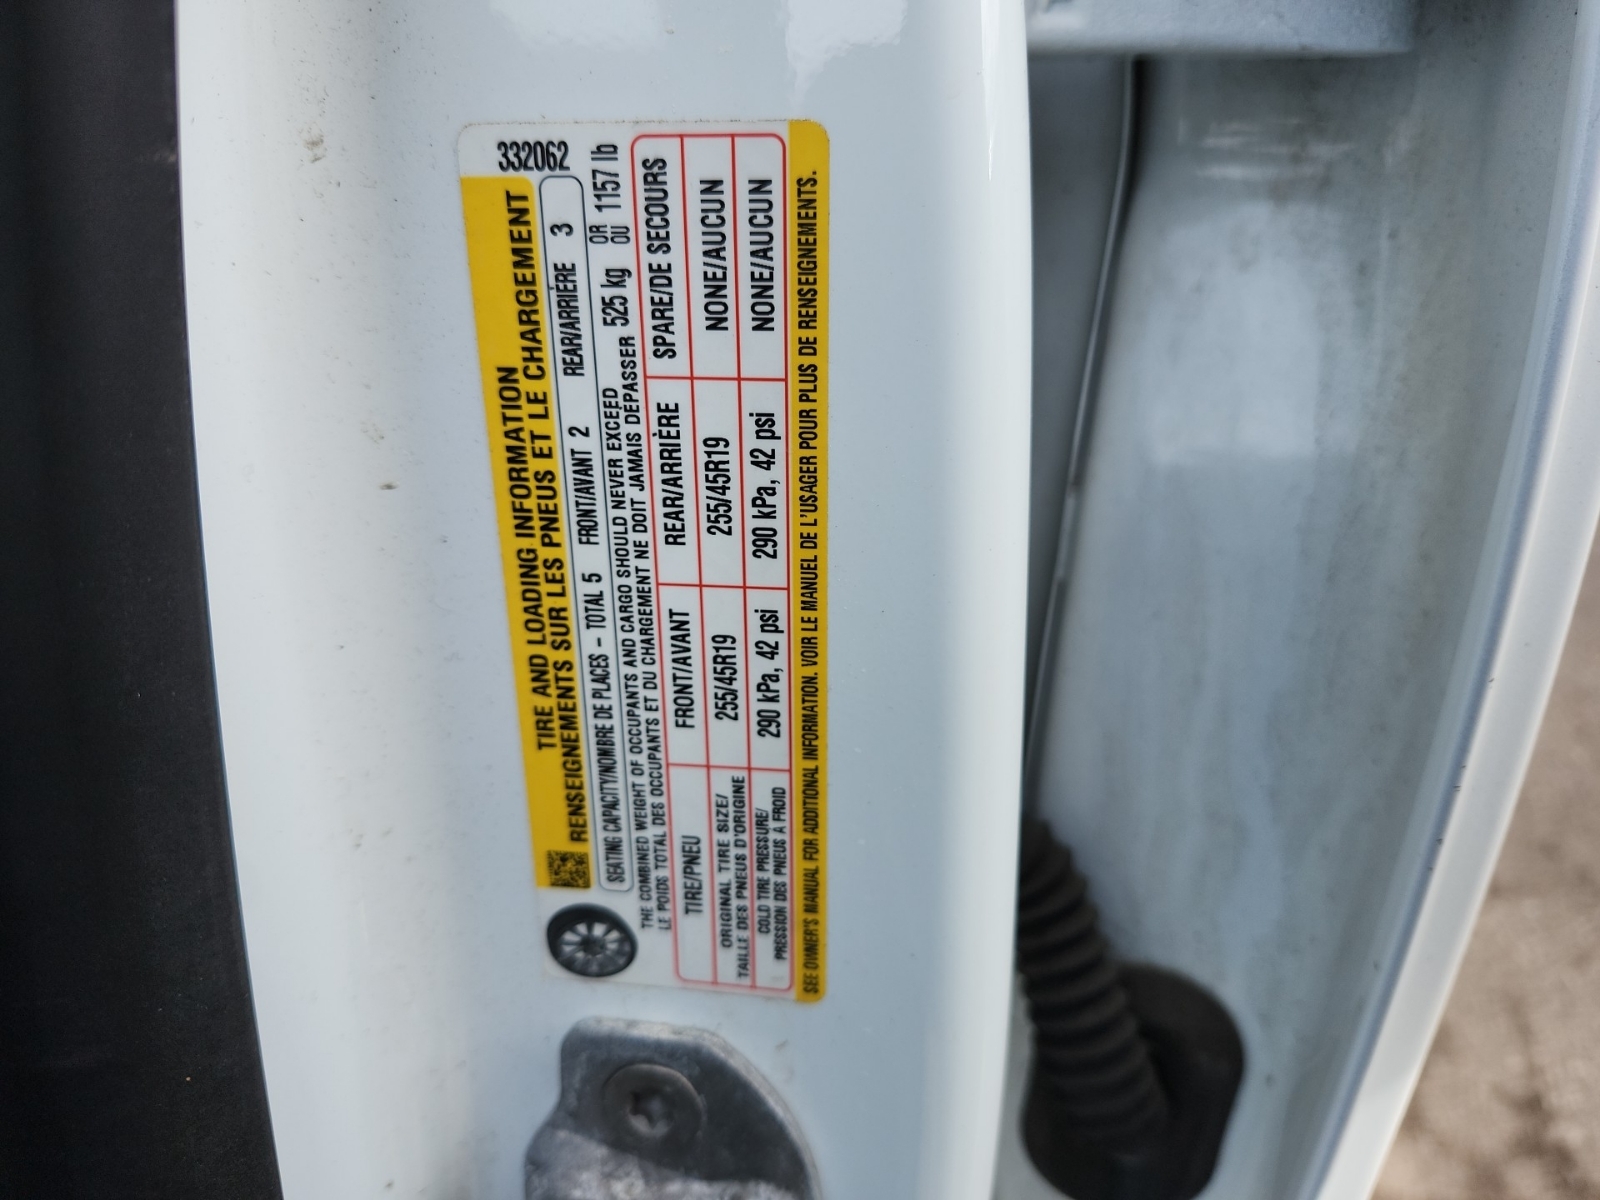 332062
TIRE AND LOADING INFORMATION
RENSEIGNEMENTS SUR LES PNEUS ET LE CHARGEMENT
SEATING CAPACITY/NOMBRE DE PLACES - TOTAL 5 FRONT/AVANT 2 REAR/ARRIÈRE 3
THE COMBINED WEIGHT OF OCCUPANTS AND CARGO SHOULD NEVER EXCEED
LE POIDS TOTAL DES OCCUPANTS ET DU CHARGEMENT NE DOIT JAMAIS DEPASSER
525 kg OR 1157 lb
OU
TIRE/PNEU FRONT/AVANT REAR/ARRIÈRE SPARE/DE SECOURS
ORIGINAL TIRE SIZE/
TAILLE DES PNEUS D'ORIGINE
255/45R19 255/45R19 NONE/AUCUN
COLD TIRE PRESSURE/
PRESSION DES PNEUS A FROID
290 kPa, 42 psi 290 kPa, 42 psi NONE/AUCUN
SEE OWNER'S MANUAL FOR ADDITIONAL INFORMATION. VOIR LE MANUEL DE L'USAGER POUR PLUS DE RENSEIGNEMENTS.